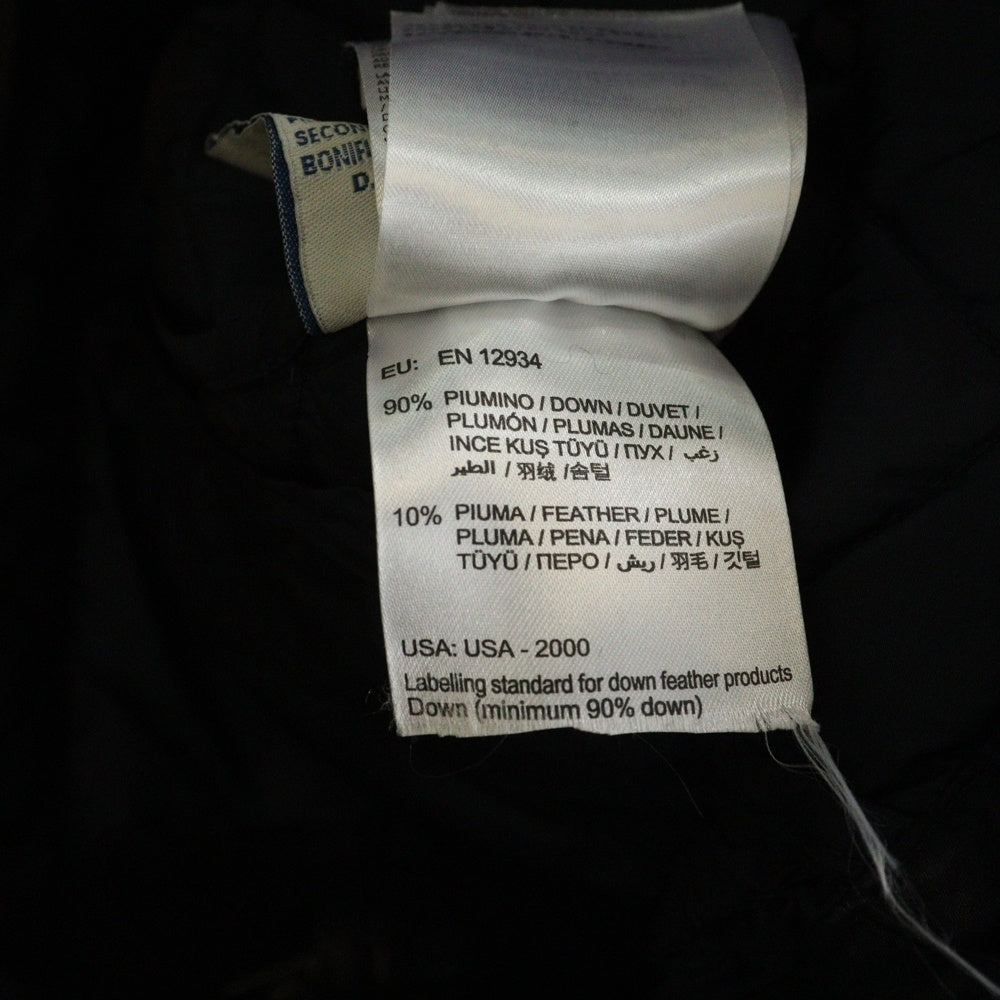 SECON
BONIFI
D.
EU: EN 12934
90% PIUMINO / DOWN / DUVET /
PLUMÓN / PLUMAS / DAUNE /
INCE KUŞ TÜYÜ / ПУХ / زغب
الطير / 羽绒 /솜털
10% PIUMA / FEATHER / PLUME /
PLUMA / PENA / FEDER / KUŞ
TÜYÜ / ПЕРО / ريش / 羽毛 / 깃털
USA: USA - 2000
Labelling standard for down feather products
Down (minimum 90% down)